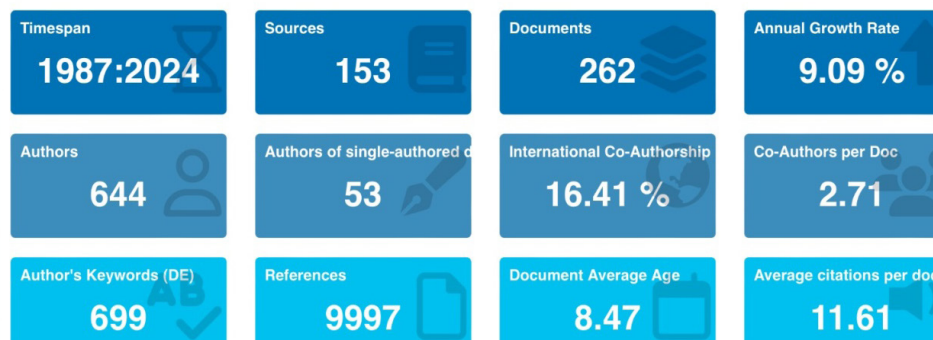 Timespan
1987:2024
Sources
153
Documents
262
Annual Growth Rate
9.09 %
Authors
644
Authors of single-authored d
53
International Co-Authorship
16.41 %
Co-Authors per Doc
2.71
Author's Keywords (DE)
699
AB
References
9997
Document Average Age
8.47
Average citations per doc
11.61